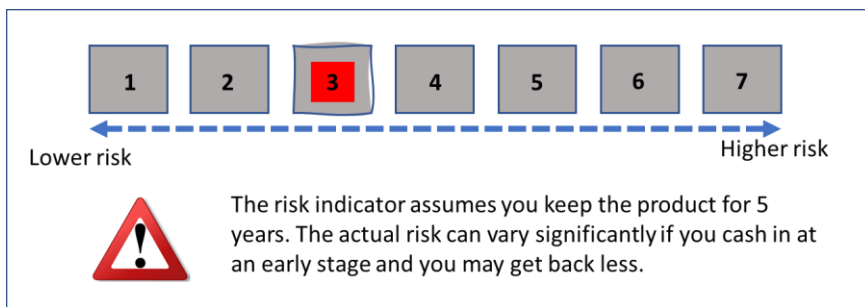 1 2 3 4 5 6 7
Lower risk Higher risk
!
The risk indicator assumes you keep the product for 5
years. The actual risk can vary significantly if you cash in at
an early stage and you may get back less.